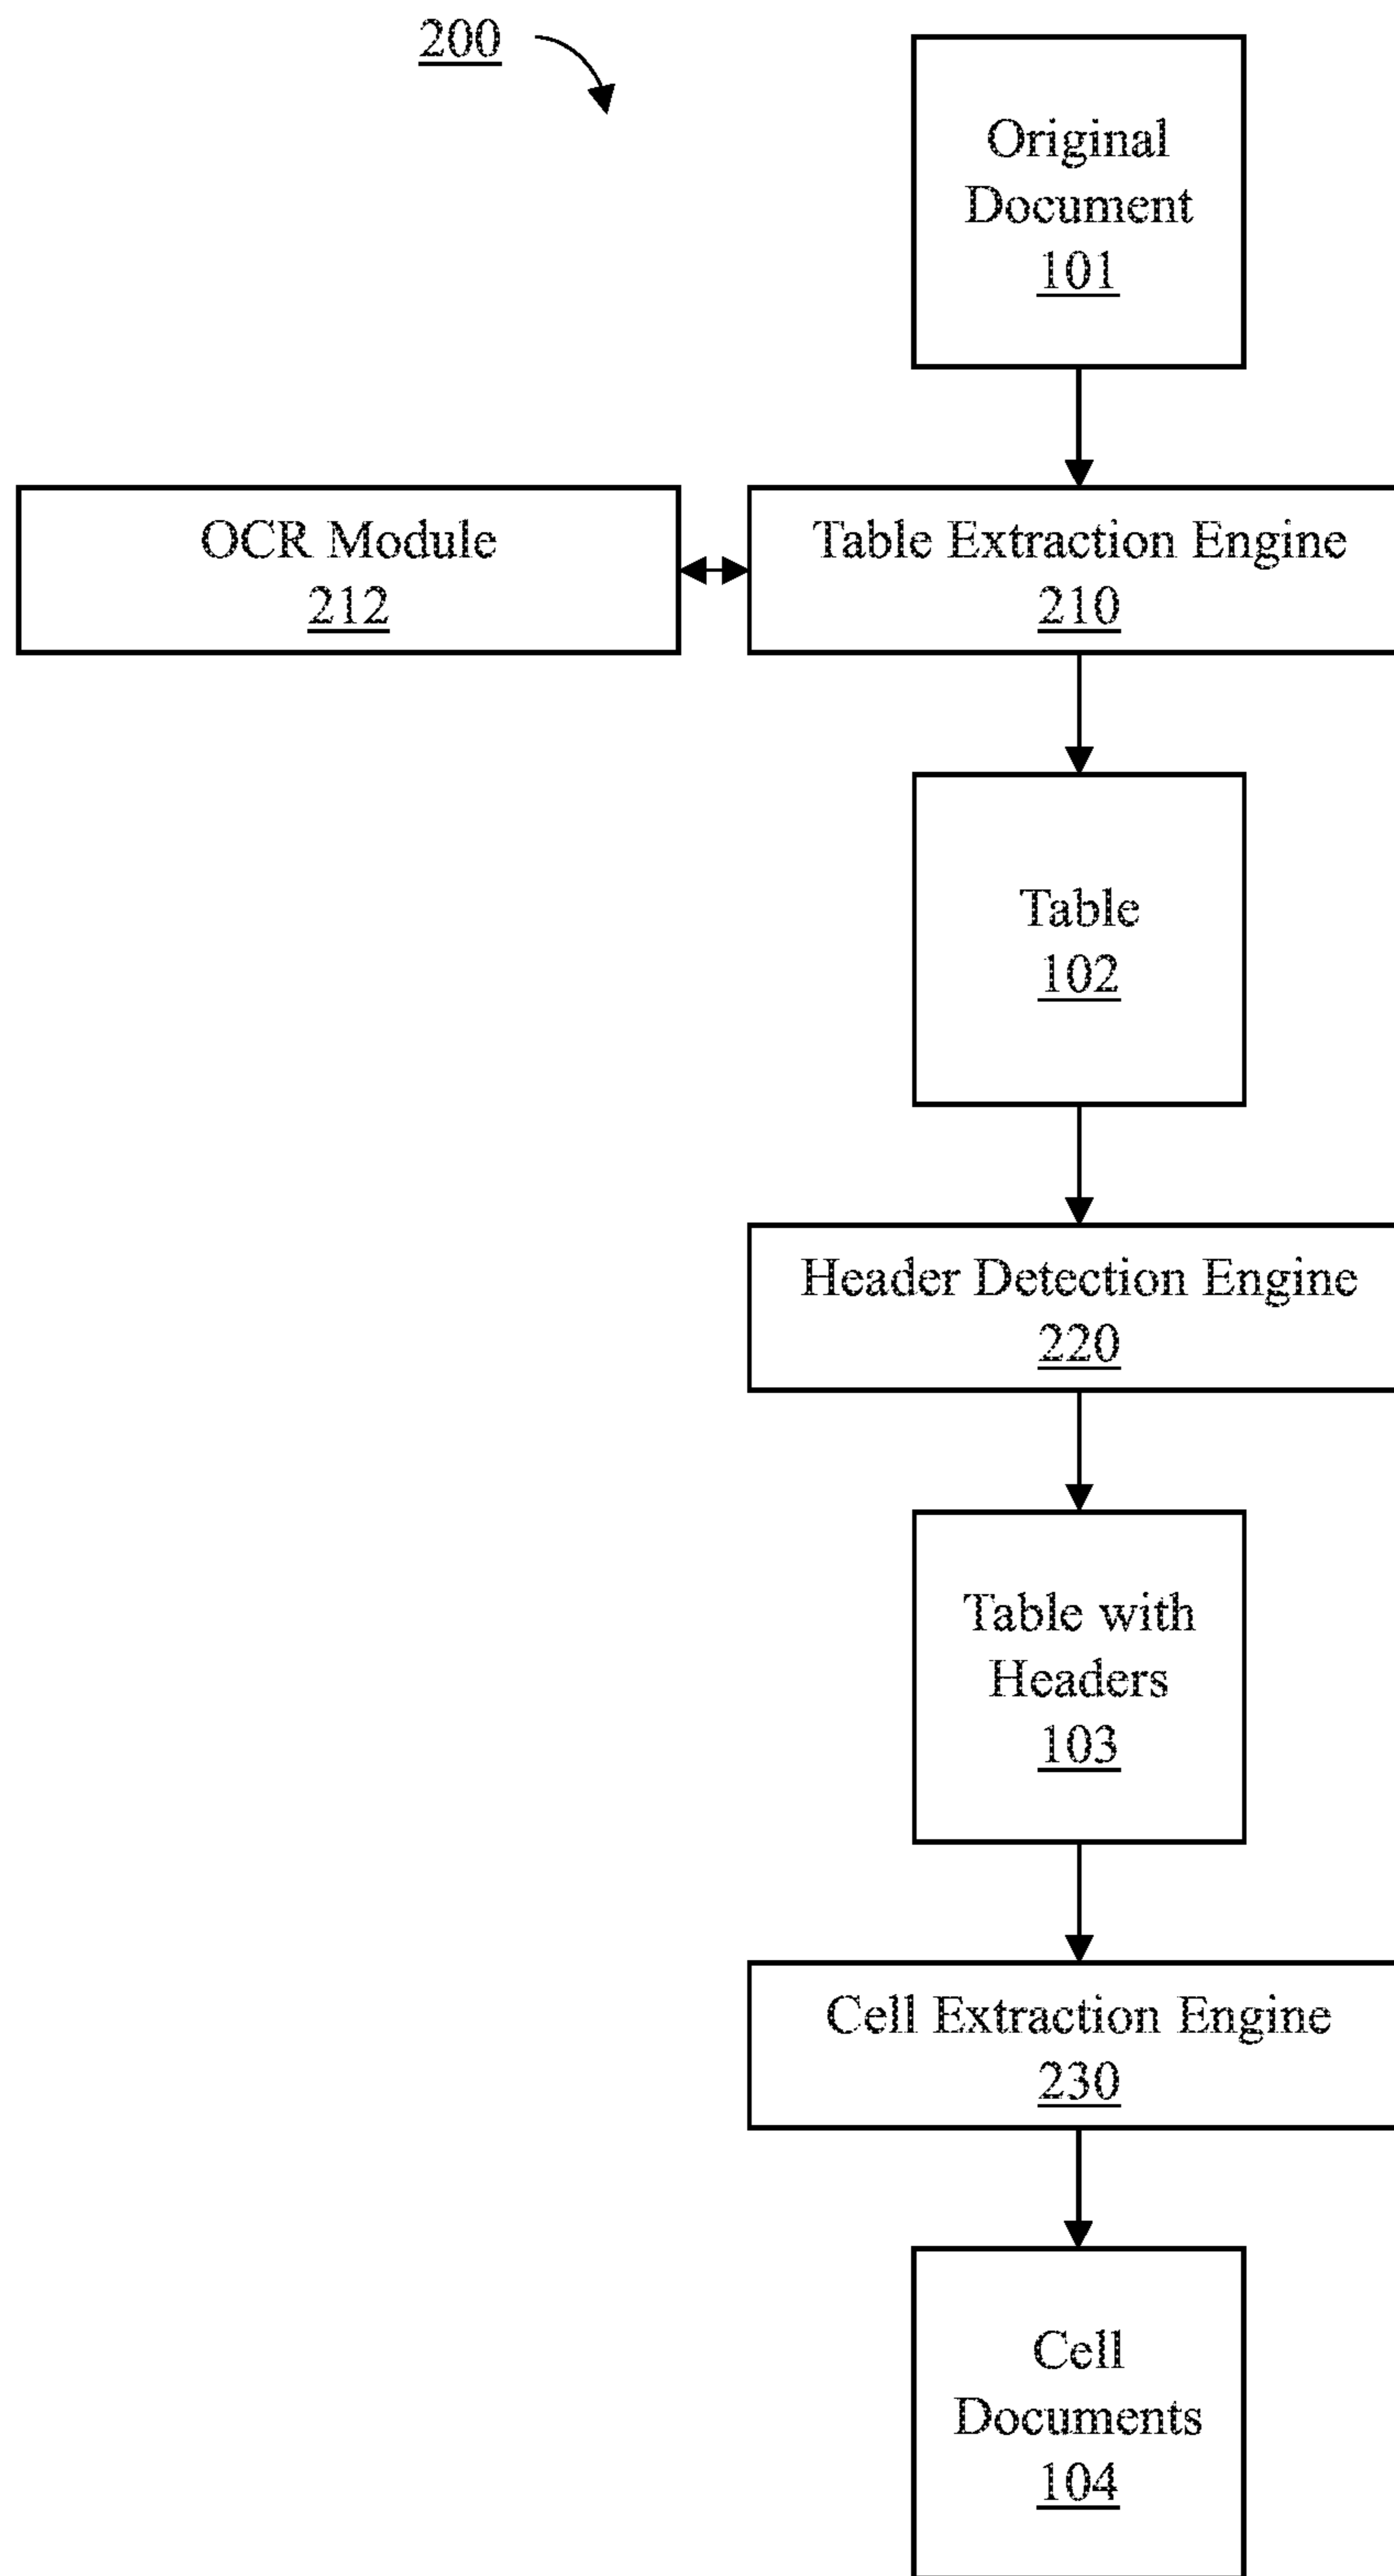 200
Original
Document
101
OCR Module
212
Table Extraction Engine
210
Table
102
Header Detection Engine
220
Table with
Headers
103
Cell Extraction Engine
230
Cell
Documents
104